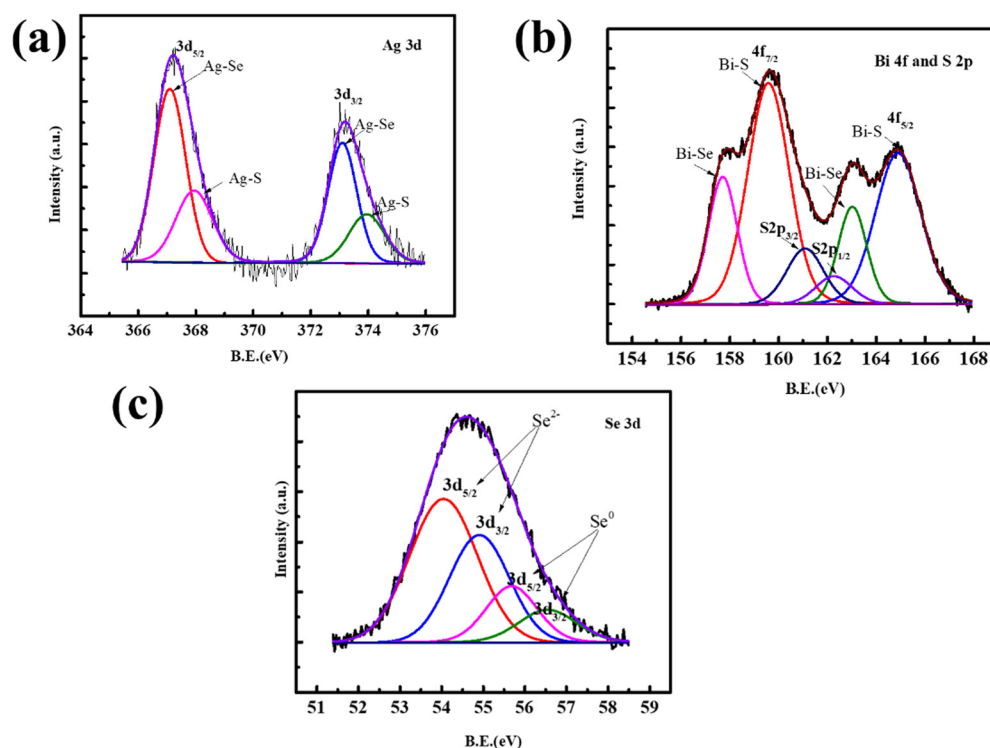 (a)
Ag 3d
3d5/2
Ag-Se
Ag-S
3d3/2
Ag-Se
Ag-S
Intensity (a.u.)
364 366 368 370 372 374 376
B.E.(eV)
(b)
Bi 4f and S 2p
4f7/2
Bi-S
Bi-Se
4f5/2
Bi-S
Bi-Se
S2p3/2
S2p1/2
Intensity (a.u.)
154 156 158 160 162 164 166 168
B.E.(eV)
(c)
Se 3d
Se2-
3d5/2
3d3/2
Se0
3d5/2
3d3/2
Intensity (a.u.)
51 52 53 54 55 56 57 58 59
B.E.(eV)